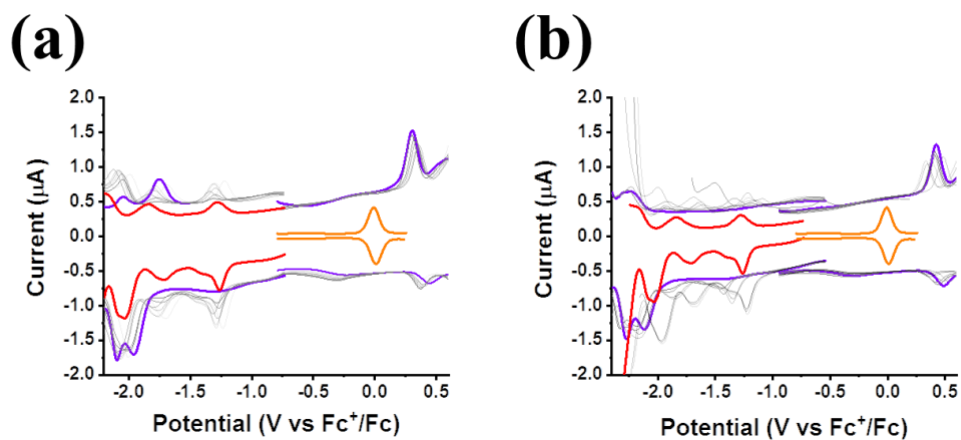 (a) (b)
2.0 2.0
1.5 1.5
1.0 1.0
0.5 0.5
0.0 0.0
-0.5 -0.5
-1.0 -1.0
-1.5 -1.5
-2.0 -2.0
Current (μA) Current (μA)
-2.0 -1.5 -1.0 -0.5 0.0 0.5 -2.0 -1.5 -1.0 -0.5 0.0 0.5
Potential (V vs Fc⁺/Fc) Potential (V vs Fc⁺/Fc)